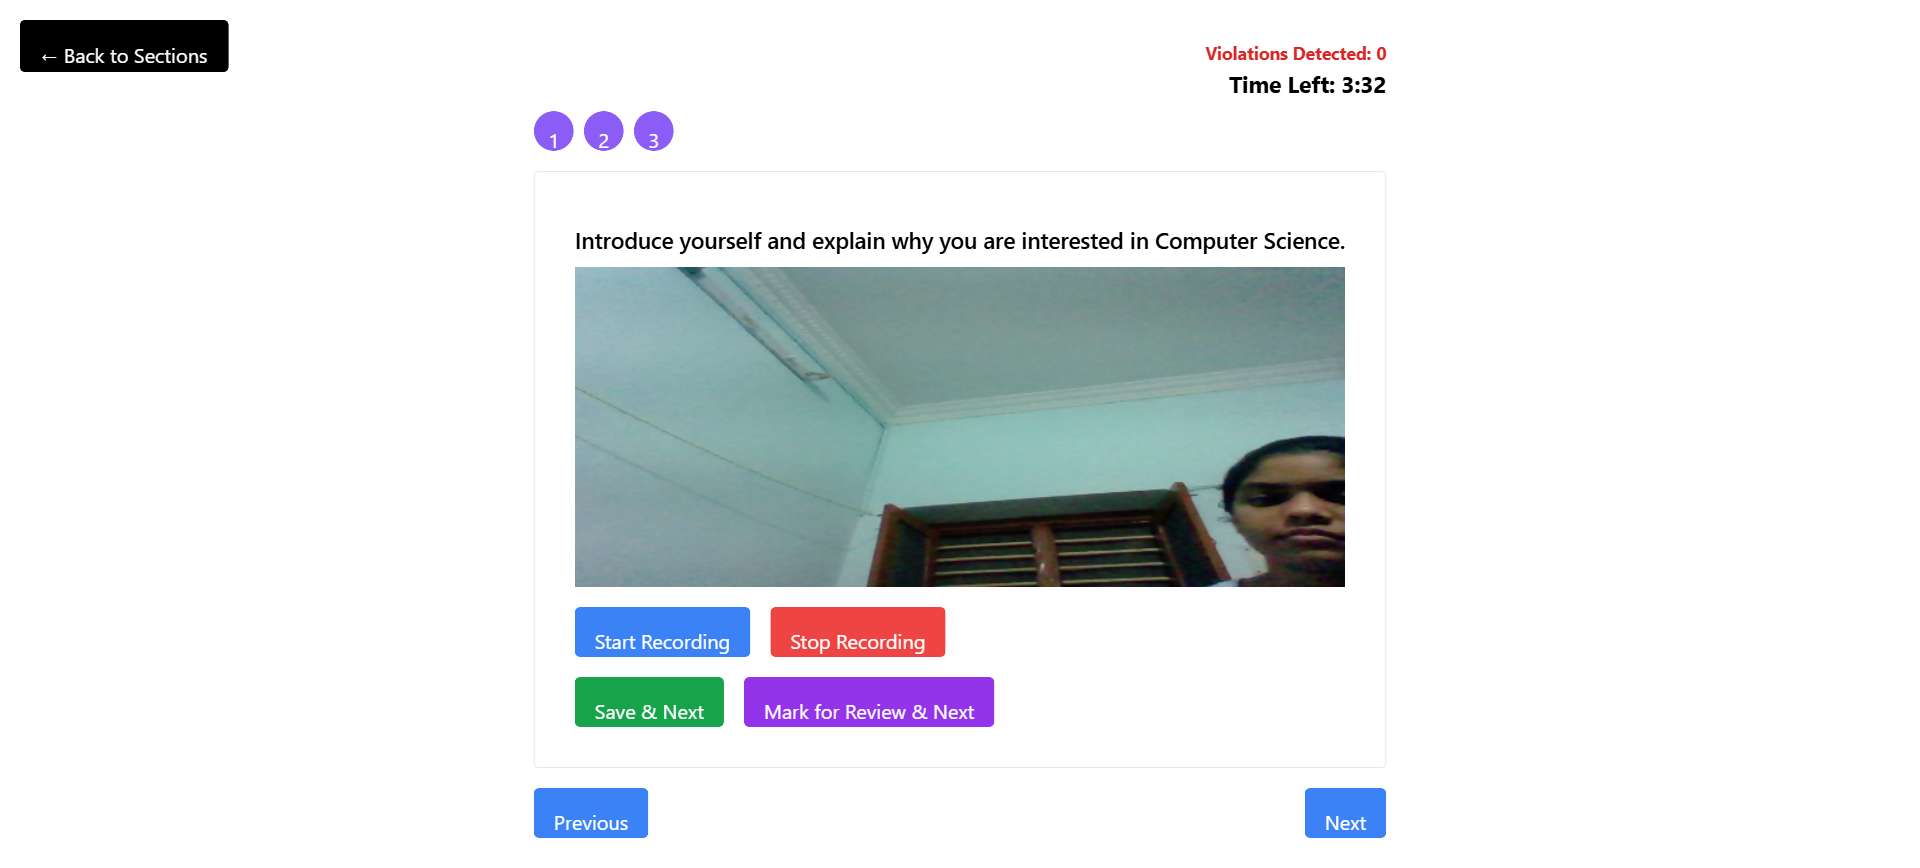 ← Back to Sections
Violations Detected: 0
Time Left: 3:32
1 2 3
Introduce yourself and explain why you are interested in Computer Science.
Start Recording Stop Recording
Save & Next Mark for Review & Next
Previous Next